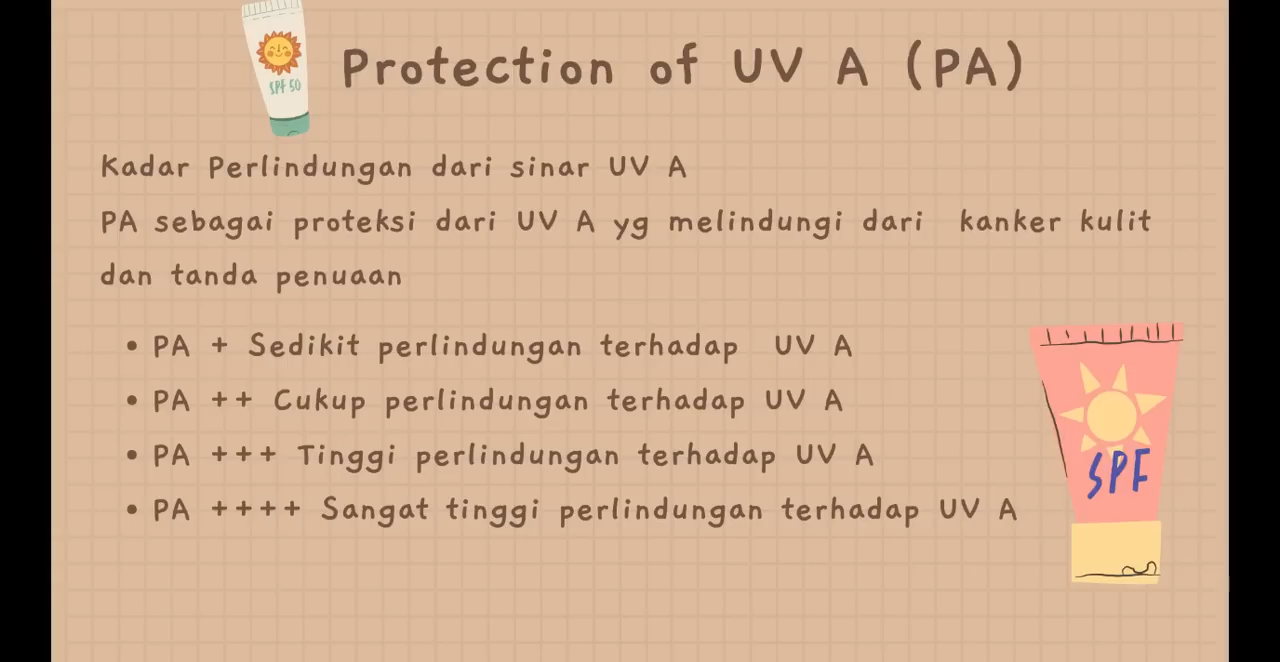 SPF 50
Protection of UV A (PA)
Kadar Perlindungan dari sinar UV A
PA sebagai proteksi dari UV A yg melindungi dari kanker kulit
dan tanda penuaan
• PA + Sedikit perlindungan terhadap UV A
• PA ++ Cukup perlindungan terhadap UV A
• PA +++ Tinggi perlindungan terhadap UV A
• PA ++++ Sangat tinggi perlindungan terhadap UV A
SPF